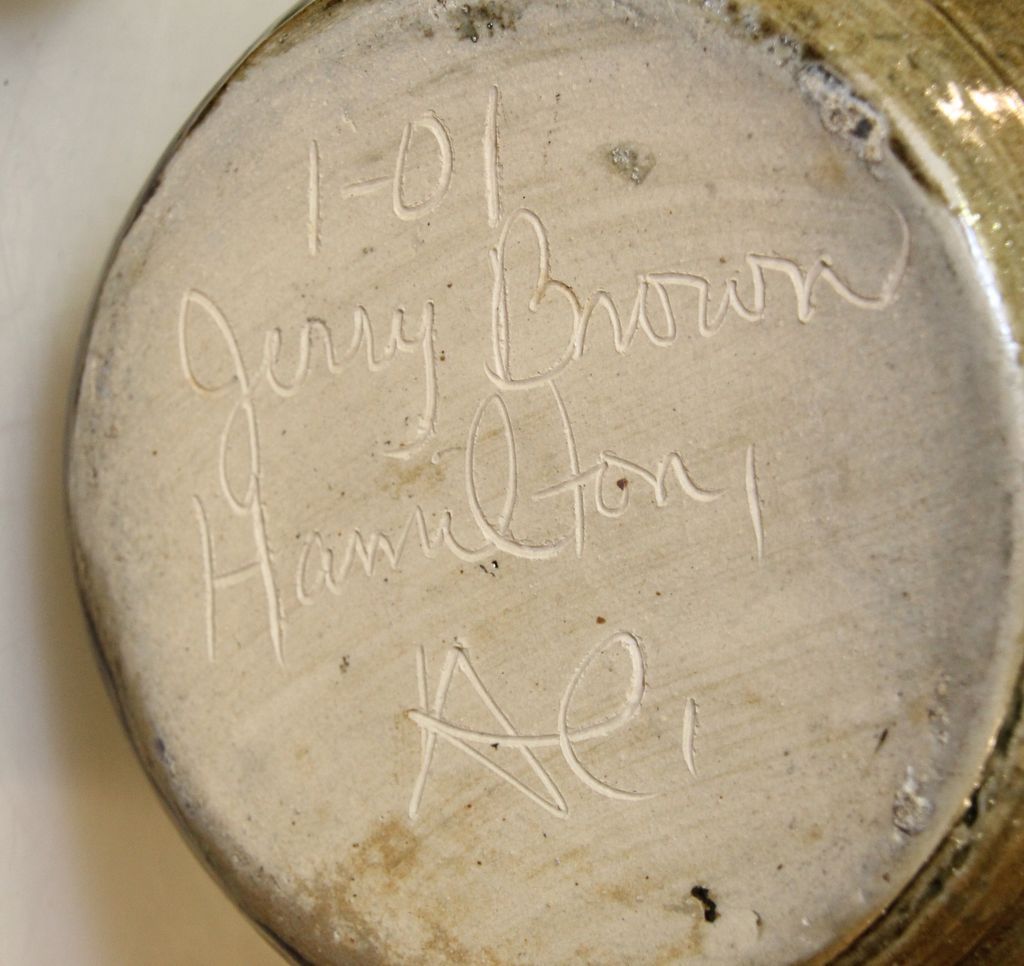 1-01
Jerry Brown
Hamilton,
Al,